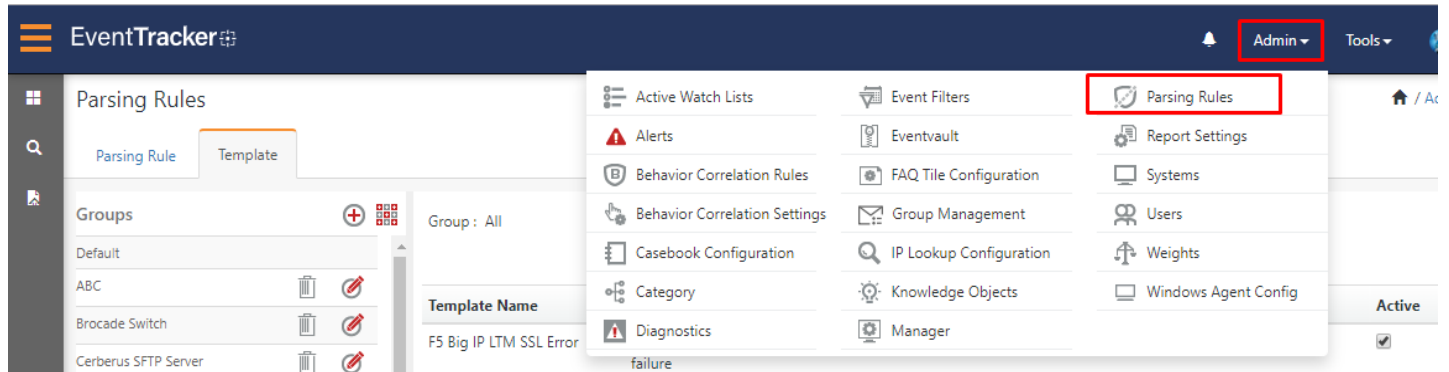 EventTracker
Admin
Tools
Parsing Rules
Parsing Rule
Template
Groups
Default
ABC
Brocade Switch
Cerberus SFTP Server
Group : All
Template Name
Active
F5 Big IP LTM SSL Error
failure
Active Watch Lists
Alerts
Behavior Correlation Rules
Behavior Correlation Settings
Casebook Configuration
Category
Diagnostics
Event Filters
Eventvault
FAQ Tile Configuration
Group Management
IP Lookup Configuration
Knowledge Objects
Manager
Parsing Rules
Report Settings
Systems
Users
Weights
Windows Agent Config